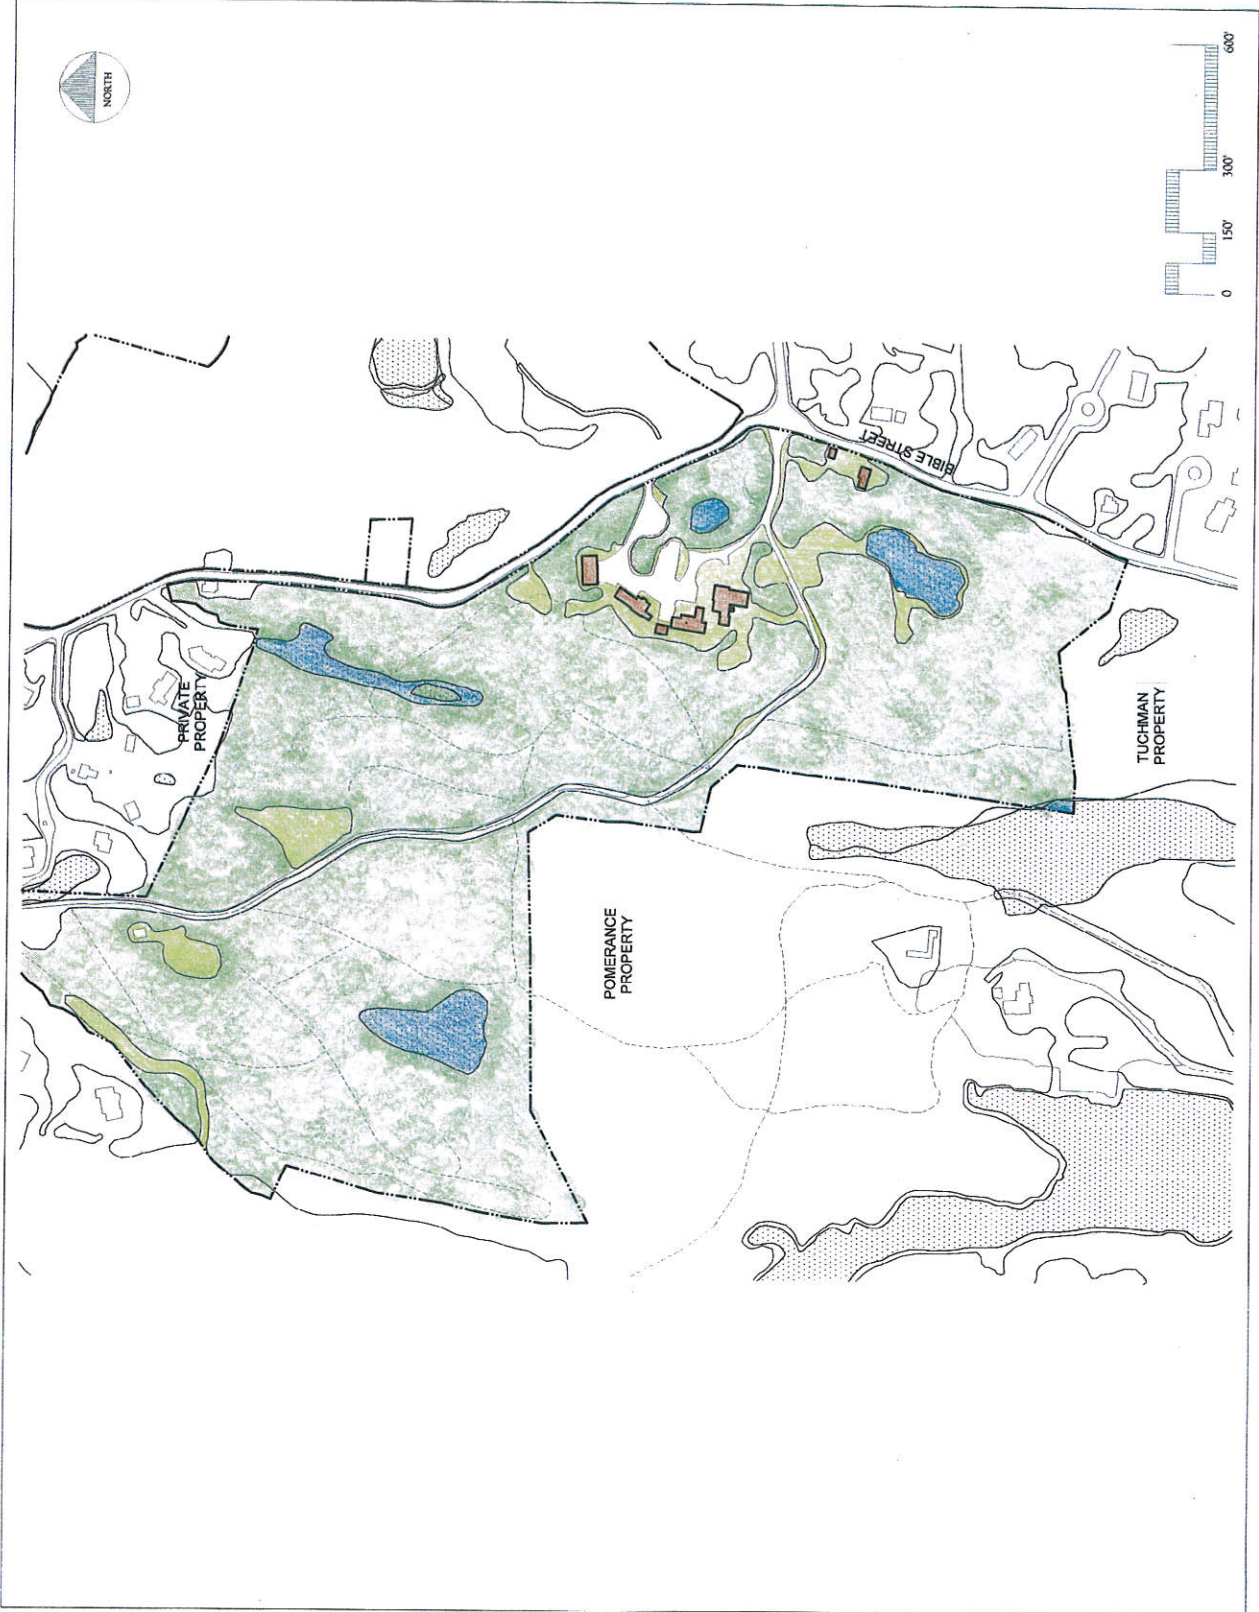 NORTH
600'
300'
150'
0
BIBLE STREET
PRIVATE
PROPERTY
TUCHMAN
PROPERTY
POMERANCE
PROPERTY